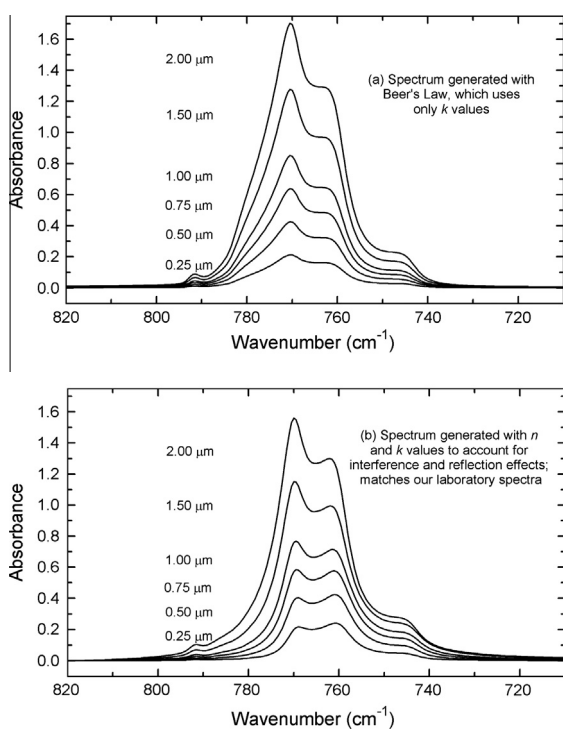 1.6
1.4
1.2
1.0
0.8
0.6
0.4
0.2
0.0
Absorbance
2.00 μm
1.50 μm
1.00 μm
0.75 μm
0.50 μm
0.25 μm
(a) Spectrum generated with
Beer's Law, which uses
only k values
820 800 780 760 740 720
Wavenumber (cm⁻¹)
1.6
1.4
1.2
1.0
0.8
0.6
0.4
0.2
0.0
Absorbance
2.00 μm
1.50 μm
1.00 μm
0.75 μm
0.50 μm
0.25 μm
(b) Spectrum generated with n
and k values to account for
interference and reflection effects;
matches our laboratory spectra
820 800 780 760 740 720
Wavenumber (cm⁻¹)